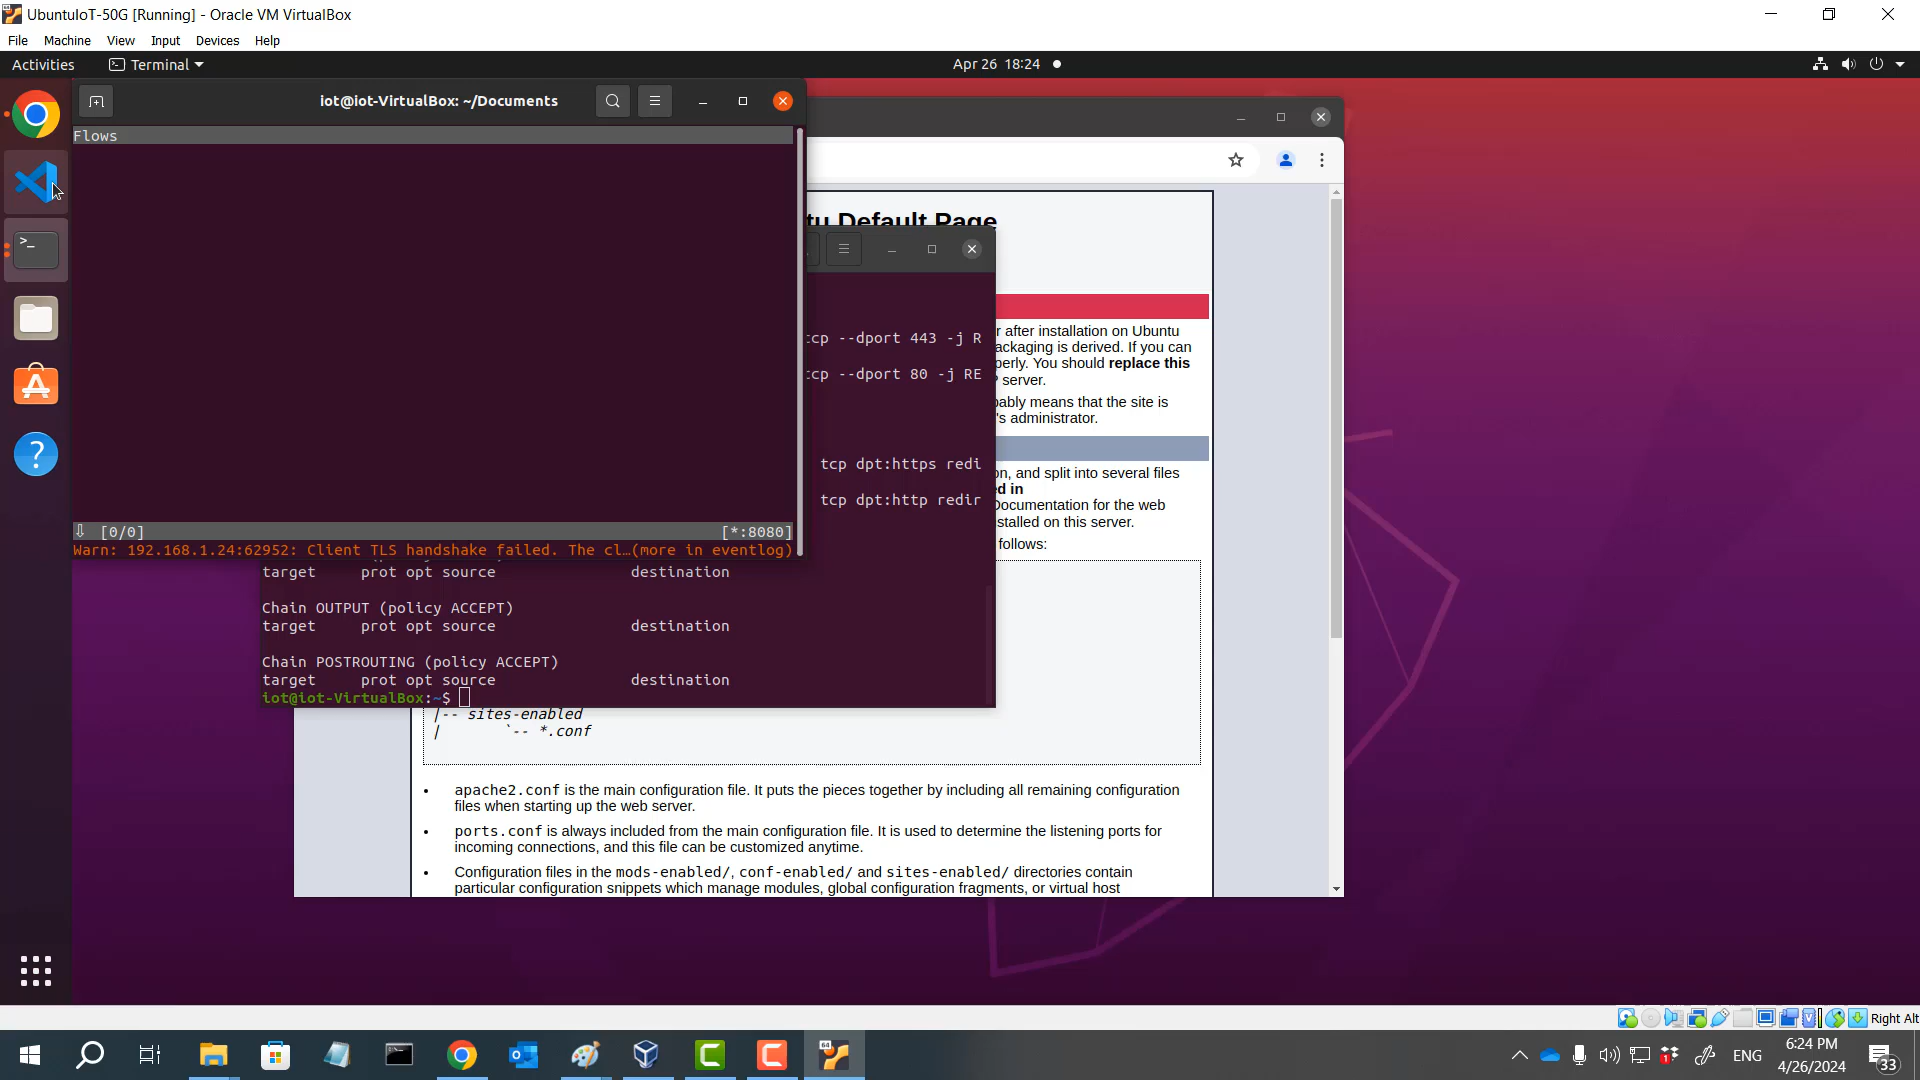 UbuntuIoT-50G [Running] - Oracle VM VirtualBox
File Machine View Input Devices Help
Activities Terminal Apr 26 18:24
iot@iot-VirtualBox: ~/Documents
Flows
[0/0] [*:8080]
Warn: 192.168.1.24:62952: Client TLS handshake failed. The cl…(more in eventlog)
tu Default Page
tcp --dport 443 -j R
tcp --dport 80 -j RE
tcp dpt:https redi
tcp dpt:http redir
target prot opt source destination
Chain OUTPUT (policy ACCEPT)
target prot opt source destination
Chain POSTROUTING (policy ACCEPT)
target prot opt source destination
iot@iot-VirtualBox:~$
r after installation on Ubuntu
ackaging is derived. If you can
perly. You should replace this
server.
bably means that the site is
's administrator.
on, and split into several files
ed in
Documentation for the web
stalled on this server.
follows:
|-- sites-enabled
| `-- *.conf
• apache2.conf is the main configuration file. It puts the pieces together by including all remaining configuration
files when starting up the web server.
• ports.conf is always included from the main configuration file. It is used to determine the listening ports for
incoming connections, and this file can be customized anytime.
• Configuration files in the mods-enabled/, conf-enabled/ and sites-enabled/ directories contain
particular configuration snippets which manage modules, global configuration fragments, or virtual host
Right Alt
ENG
6:24 PM
4/26/2024
33